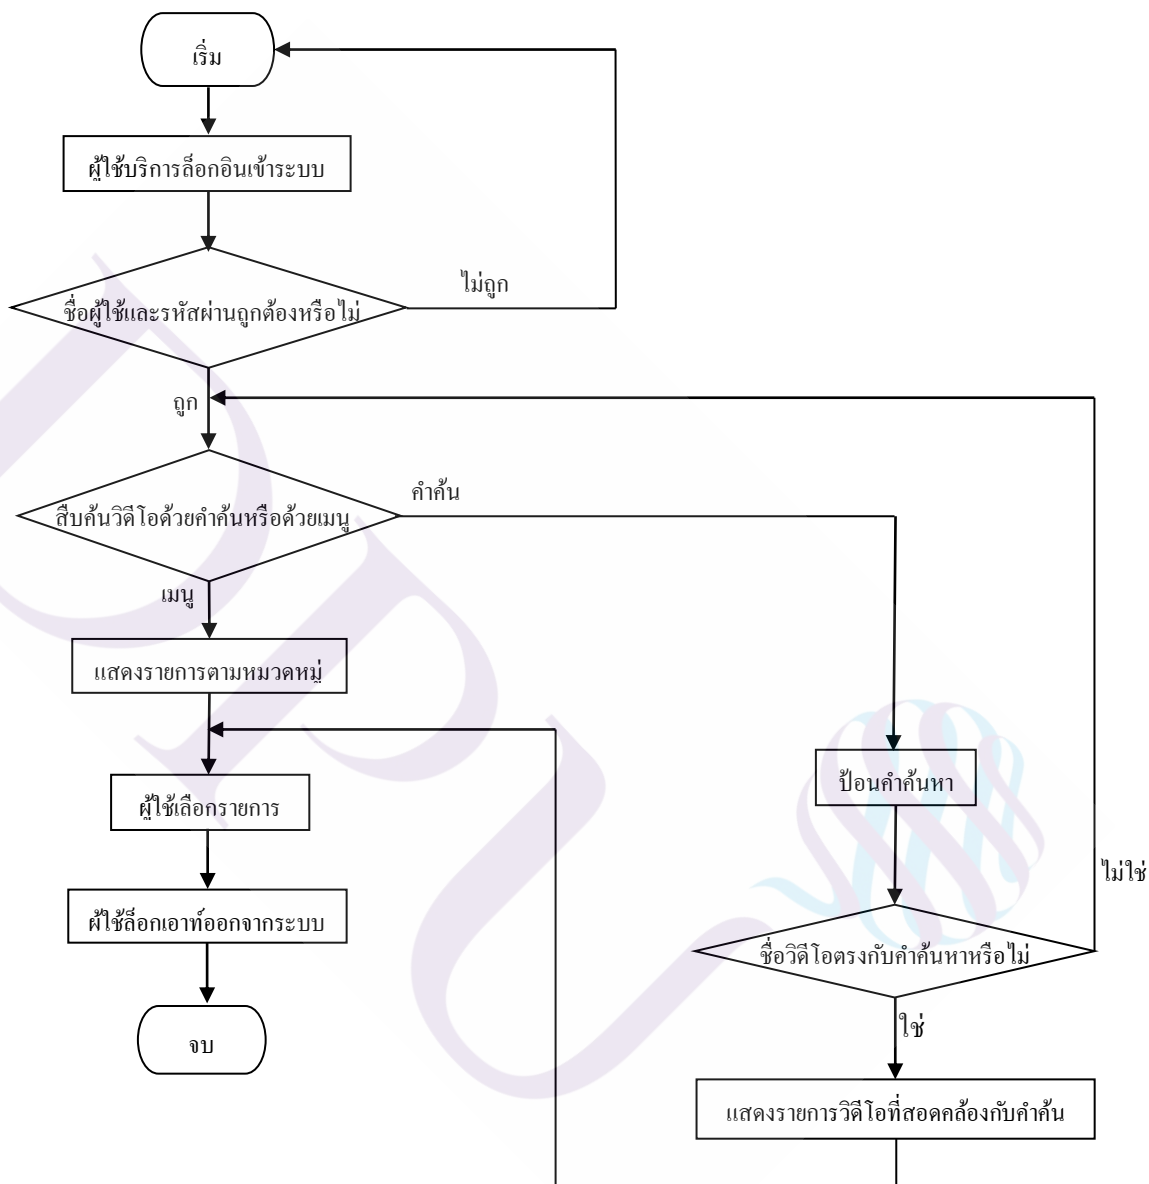 เริ่ม
ผู้ใช้บริการล็อกอินเข้าระบบ
ไม่ถูก
ชื่อผู้ใช้และรหัสผ่านถูกต้องหรือไม่
ถูก
คำค้น
สืบค้นวิดีโอด้วยคำค้นหรือด้วยเมนู
เมนู
แสดงรายการตามหมวดหมู่
ป้อนคำค้นหา
ผู้ใช้เลือกรายการ
ไม่ใช่
ผู้ใช้ล็อกเอาท์ออกจากระบบ
ชื่อวิดีโอตรงกับคำค้นหาหรือไม่
ใช่
จบ
แสดงรายการวิดีโอที่สอดคล้องกับคำค้น
DPU